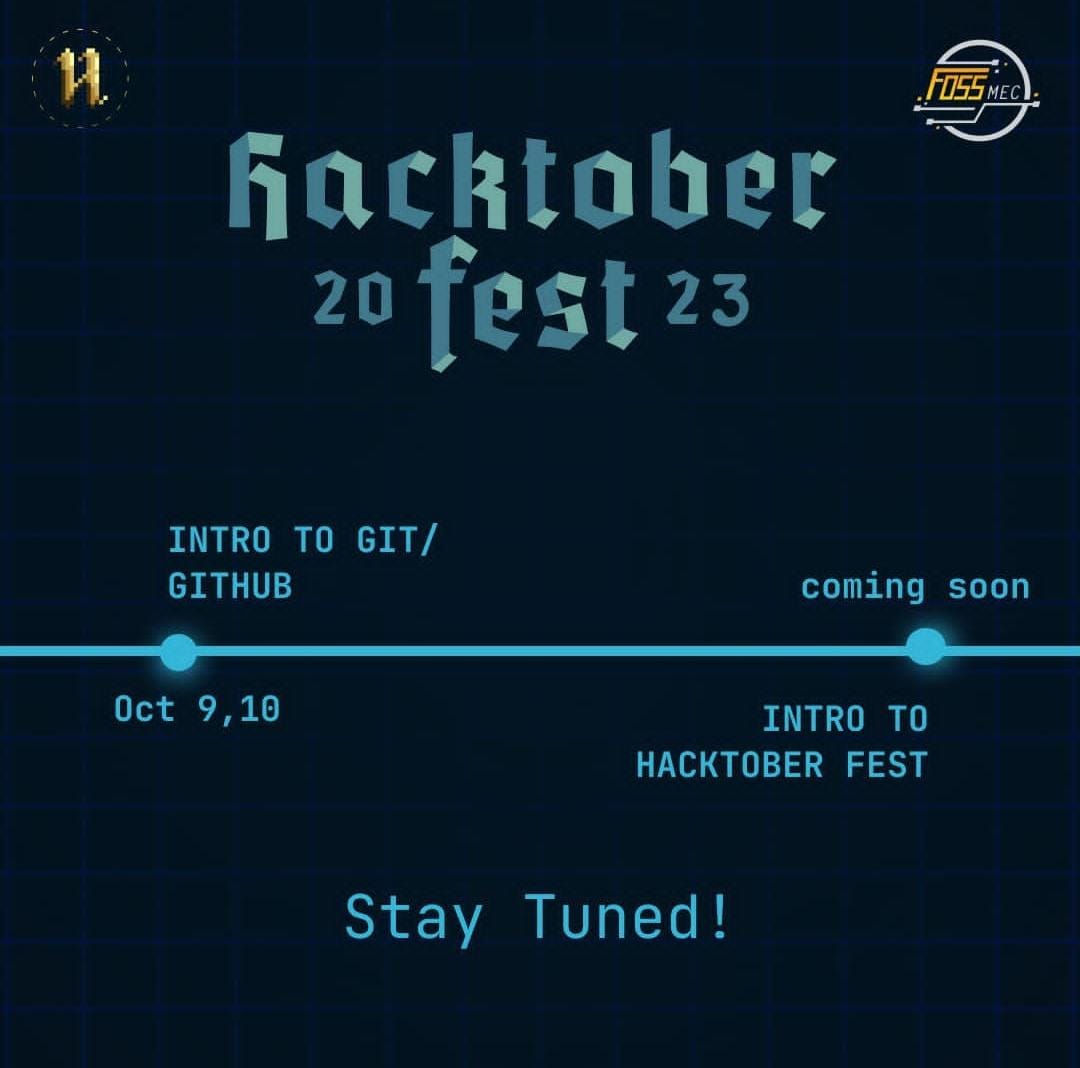 H
FOSS MEC
hacktober
20 fest 23
INTRO TO GIT/
GITHUB
coming soon
Oct 9,10
INTRO TO
HACKTOBER FEST
Stay Tuned!